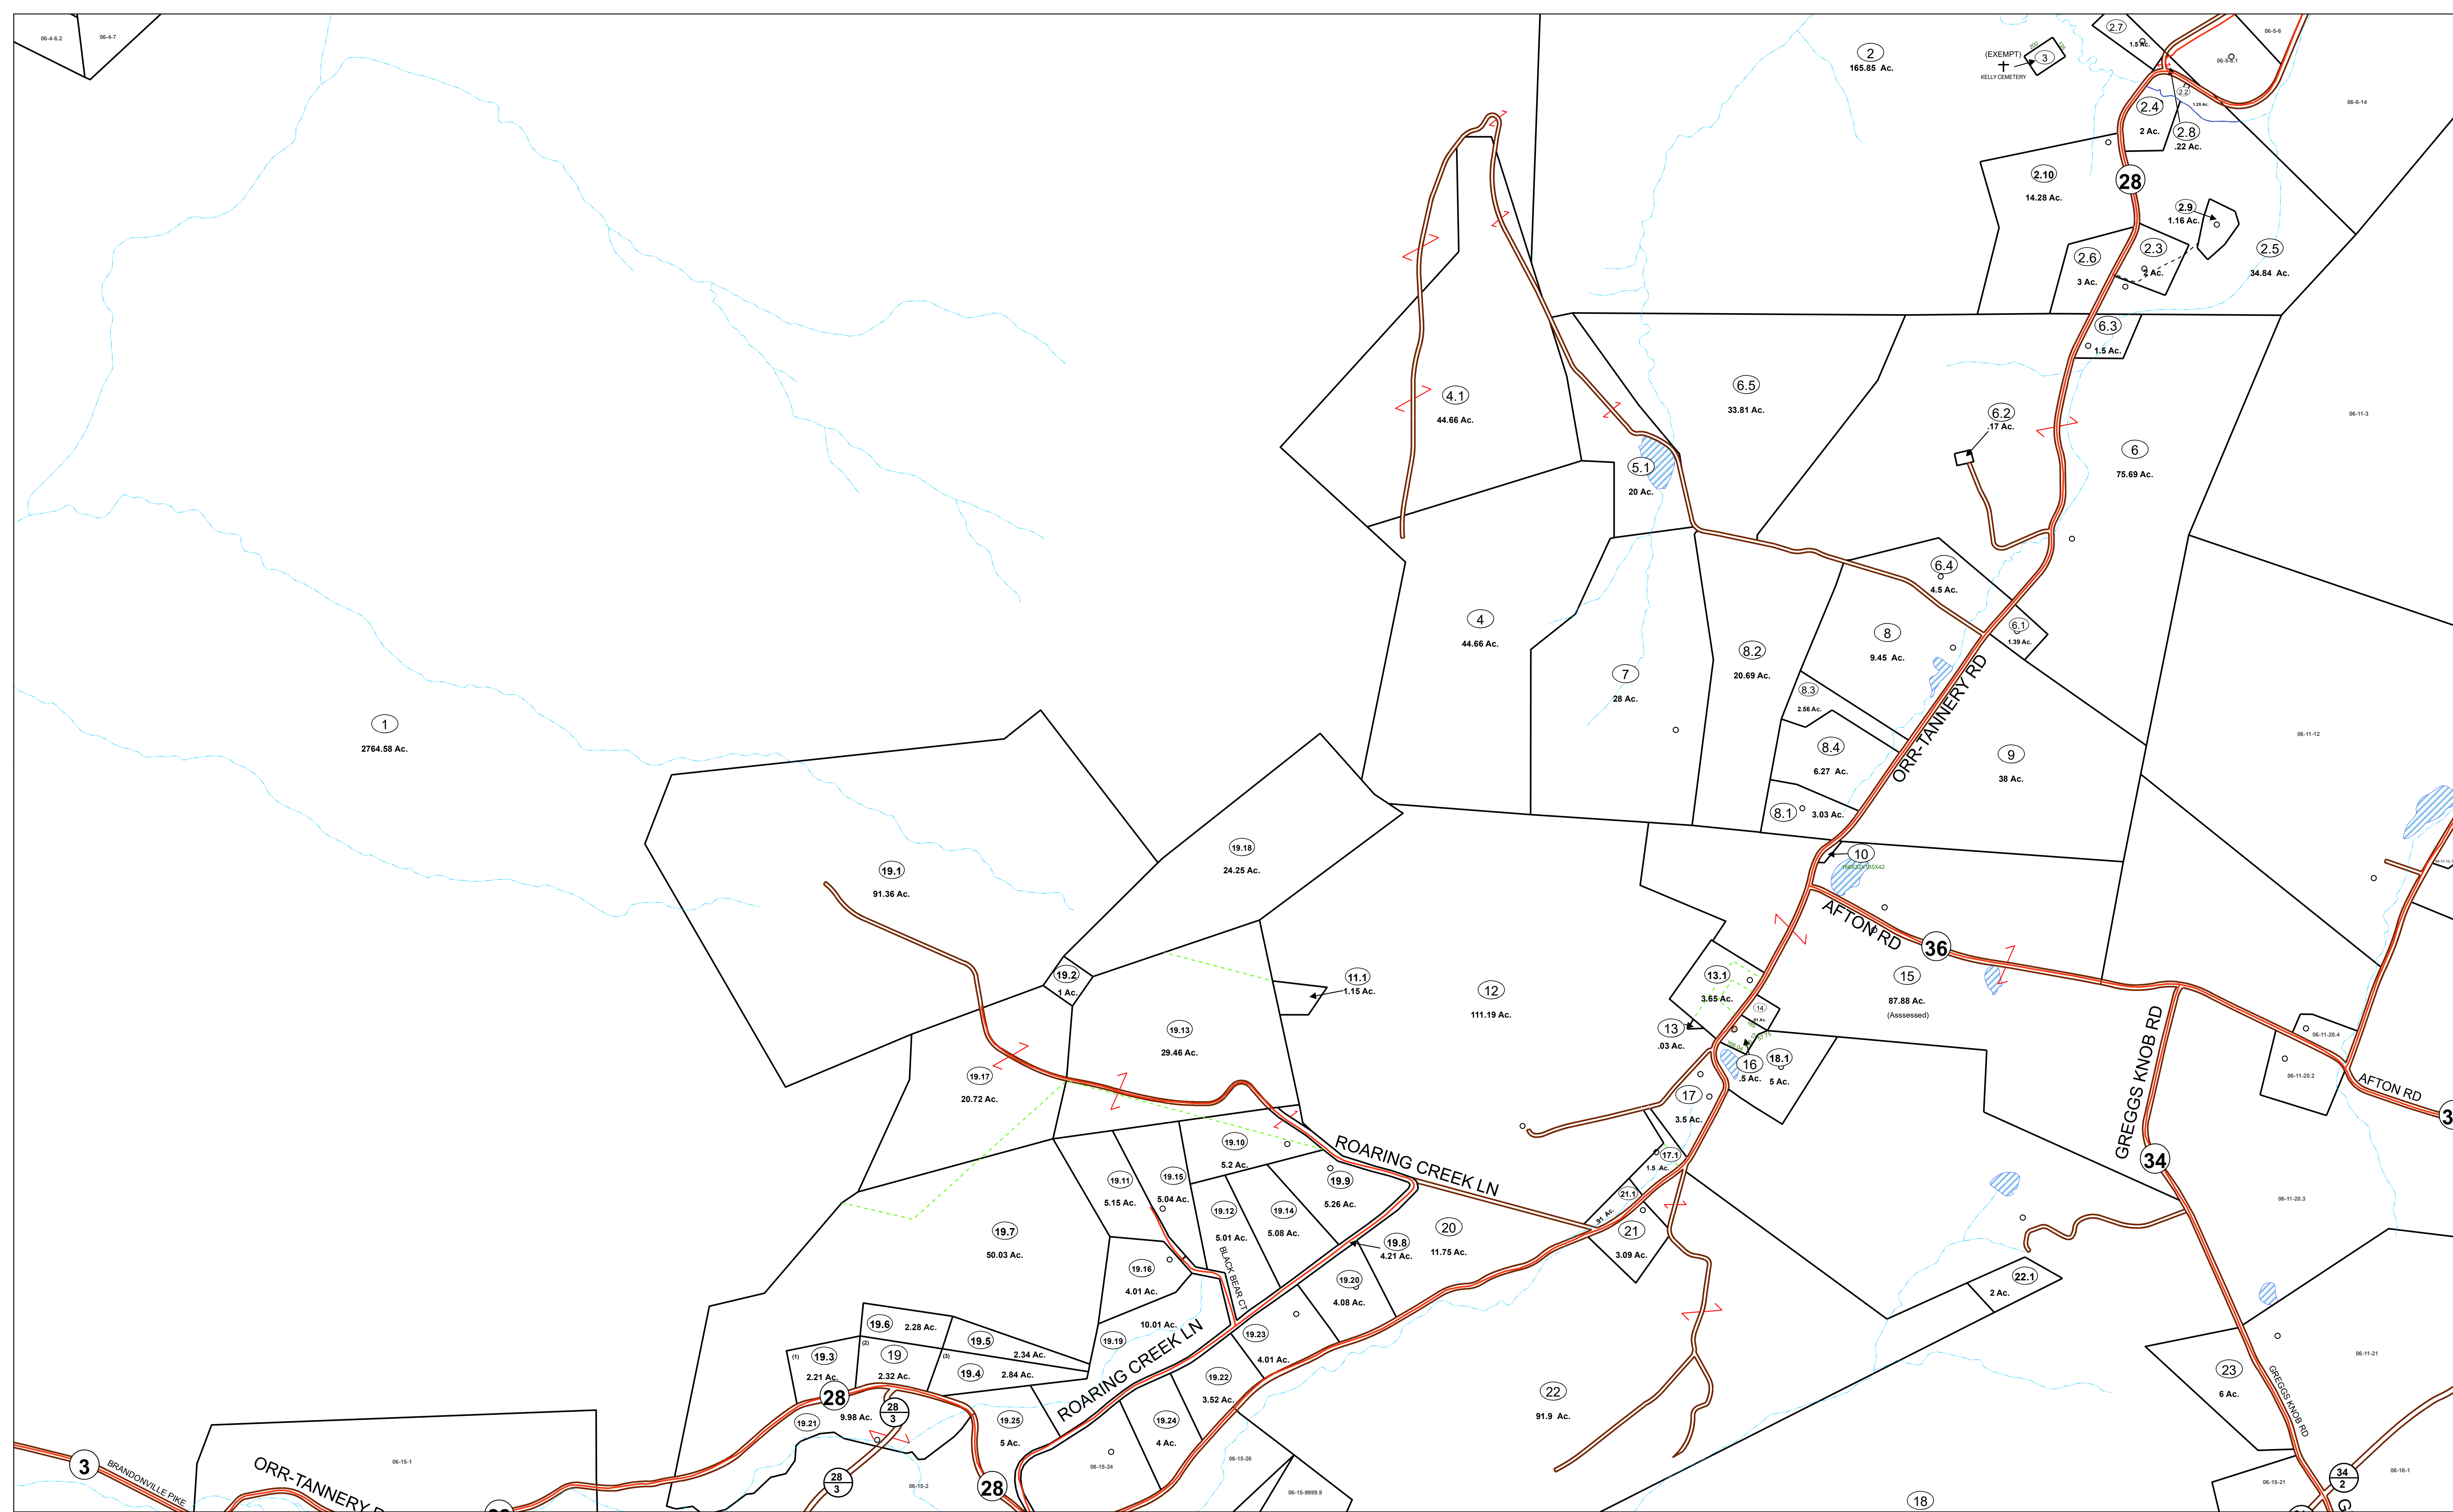 06-4-6.2
06-4-7
2
165.85 Ac.
(EXEMPT)
3
KELLY CEMETERY
200
2.7
1.5 Ac.
06-5-6
06-5-6.1
06-6-14
2.4
2 Ac.
2.2
1.25 Ac.
2.8
.22 Ac.
2.10
14.28 Ac.
28
2.9
1.16 Ac.
2.3
2 Ac.
2.5
34.84 Ac.
2.6
3 Ac.
6.3
1.5 Ac.
4.1
44.66 Ac.
6.5
33.81 Ac.
6.2
.17 Ac.
6
75.69 Ac.
06-11-3
5.1
20 Ac.
6.4
4.5 Ac.
6.1
1.39 Ac.
4
44.66 Ac.
7
28 Ac.
8.2
20.69 Ac.
8
9.45 Ac.
8.3
2.56 Ac.
ORR-TANNERY RD
8.4
6.27 Ac.
8.1
3.03 Ac.
9
38 Ac.
06-11-12
1
2764.58 Ac.
10
19.18
24.25 Ac.
19.1
91.36 Ac.
AFTON RD
36
19.2
1 Ac.
11.1
1.15 Ac.
12
111.19 Ac.
13.1
3.65 Ac.
14
.81 Ac.
15
87.88 Ac.
(Asssessed)
13
.03 Ac.
16
.5 Ac.
18.1
5 Ac.
19.13
29.46 Ac.
19.17
20.72 Ac.
17
3.5 Ac.
17.1
1.5 Ac.
GREGGS KNOB RD
34
06-11-20.4
06-11-20.2
AFTON RD
06-11-20.3
ROARING CREEK LN
19.10
5.2 Ac.
19.11
5.15 Ac.
19.15
5.04 Ac.
19.9
5.26 Ac.
19.12
5.01 Ac.
19.14
5.08 Ac.
21.1
.91 Ac.
21
3.09 Ac.
20
11.75 Ac.
19.8
4.21 Ac.
19.7
50.03 Ac.
19.16
4.01 Ac.
BLACK BEAR CT
19.20
4.08 Ac.
22.1
2 Ac.
19.6
2.28 Ac.
19.5
2.34 Ac.
19.19
10.01 Ac.
19.23
4.01 Ac.
(1)
19.3
2.21 Ac.
(2)
19
2.32 Ac.
(3)
19.4
2.84 Ac.
ROARING CREEK LN
19.22
3.52 Ac.
22
91.9 Ac.
23
6 Ac.
06-11-21
GREGGS KNOB RD
28
28
3
9.98 Ac.
19.21
19.25
5 Ac.
19.24
4 Ac.
06-15-1
06-15-24
06-15-26
3
BRANDONVILLE PIKE
ORR-TANNERY R
28
3
06-15-2
28
06-15-9999.9
18
06-15-21
34
2
06-16-1